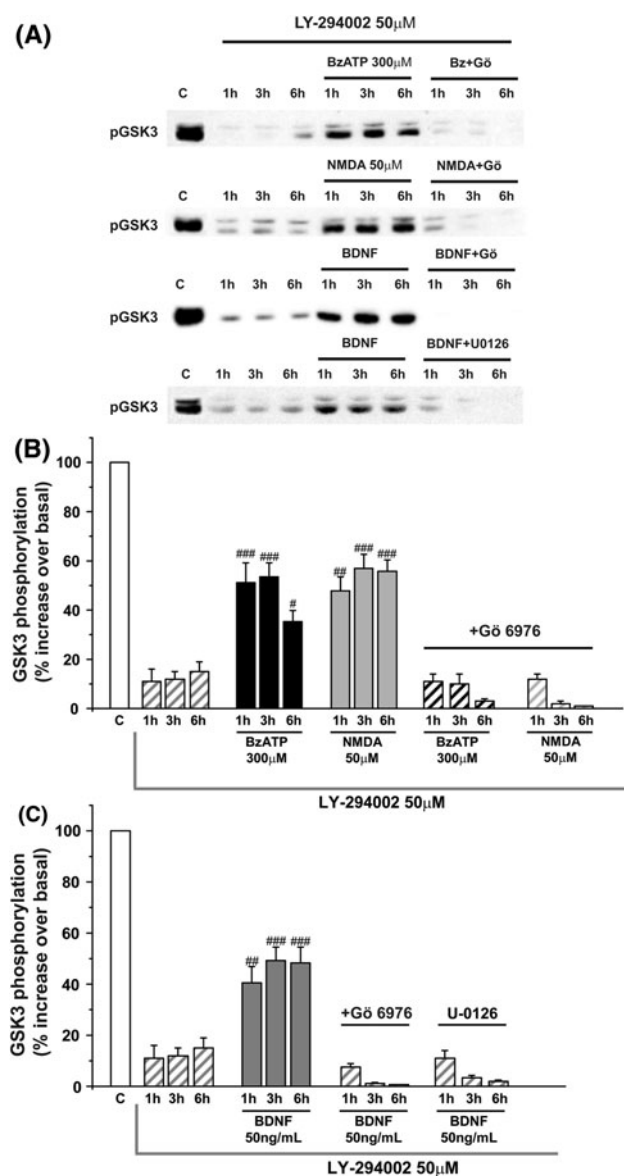 (A)
LY-294002 50μM
BzATP 300μM Bz+Gö
C 1h 3h 6h 1h 3h 6h 1h 3h 6h
pGSK3
NMDA 50μM NMDA+Gö
C 1h 3h 6h 1h 3h 6h 1h 3h 6h
pGSK3
BDNF BDNF+Gö
C 1h 3h 6h 1h 3h 6h 1h 3h 6h
pGSK3
BDNF BDNF+U0126
C 1h 3h 6h 1h 3h 6h 1h 3h 6h
pGSK3
(B)
GSK3 phosphorylation
(% increase over basal)
100
80
60
40
20
0
### ### # ## ### ###
+Gö 6976
C 1h 3h 6h 1h 3h 6h 1h 3h 6h 1h 3h 6h 1h 3h 6h
BzATP NMDA BzATP NMDA
300μM 50μM 300μM 50μM
LY-294002 50μM
(C)
GSK3 phosphorylation
(% increase over basal)
100
80
60
40
20
0
## ### ###
+Gö 6976 U-0126
C 1h 3h 6h 1h 3h 6h 1h 3h 6h 1h 3h 6h
BDNF BDNF BDNF
50ng/mL 50ng/mL 50ng/mL
LY-294002 50μM